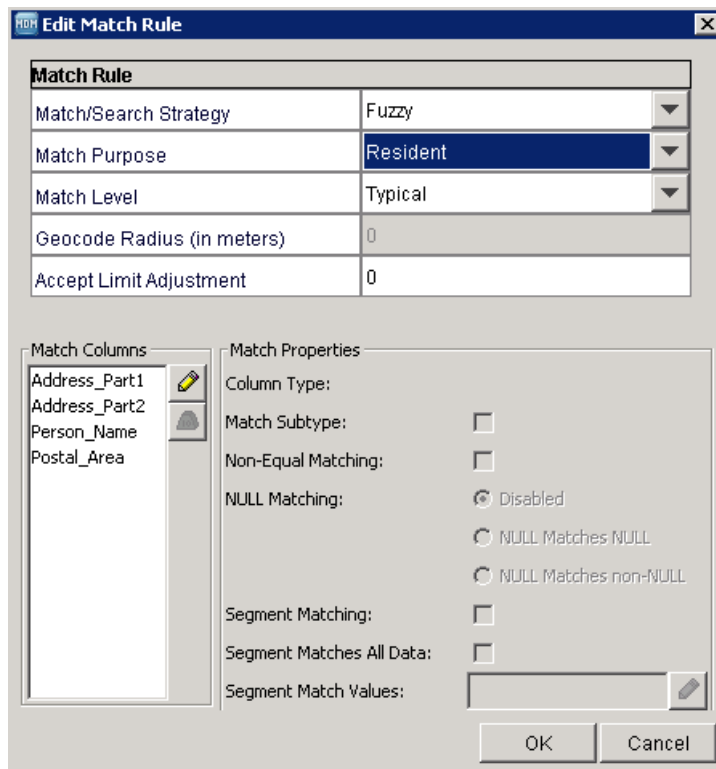 MDM Edit Match Rule
Match Rule
Match/Search Strategy Fuzzy
Match Purpose Resident
Match Level Typical
Geocode Radius (in meters) 0
Accept Limit Adjustment 0
Match Columns
Address_Part1
Address_Part2
Person_Name
Postal_Area
Match Properties
Column Type:
Match Subtype:
Non-Equal Matching:
NULL Matching: Disabled
NULL Matches NULL
NULL Matches non-NULL
Segment Matching:
Segment Matches All Data:
Segment Match Values:
OK Cancel